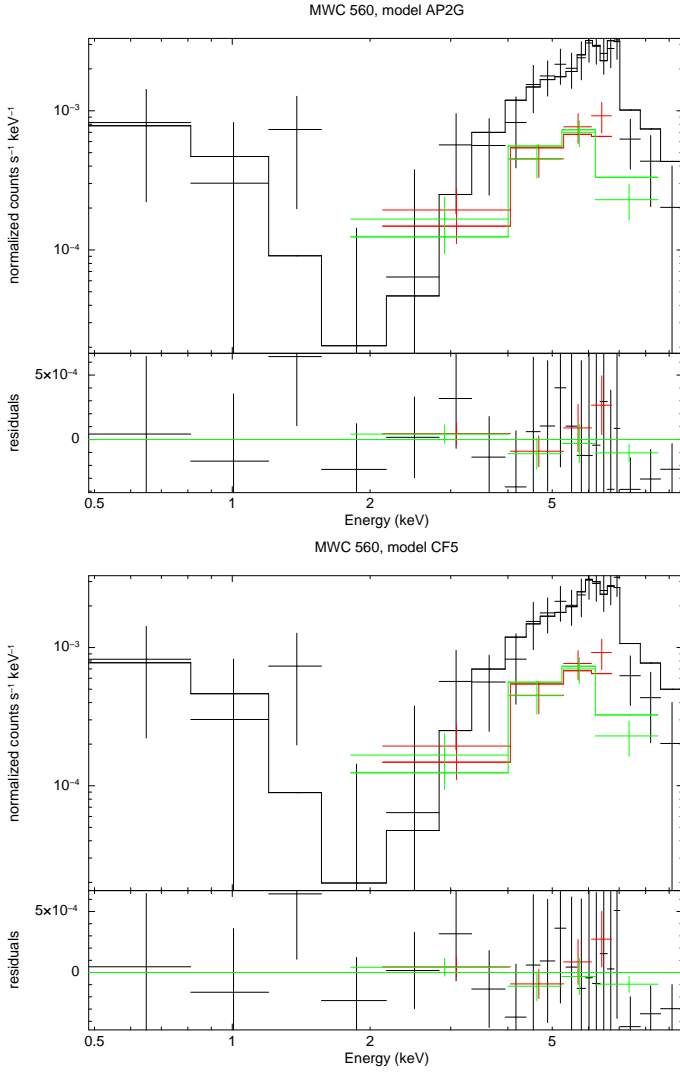 MWC 560, model AP2G
normalized counts s⁻¹ keV⁻¹
10⁻³
10⁻⁴
residuals
5×10⁻⁴
0
0.5 1 2 5
Energy (keV)
MWC 560, model CF5
normalized counts s⁻¹ keV⁻¹
10⁻³
10⁻⁴
residuals
5×10⁻⁴
0
0.5 1 2 5
Energy (keV)